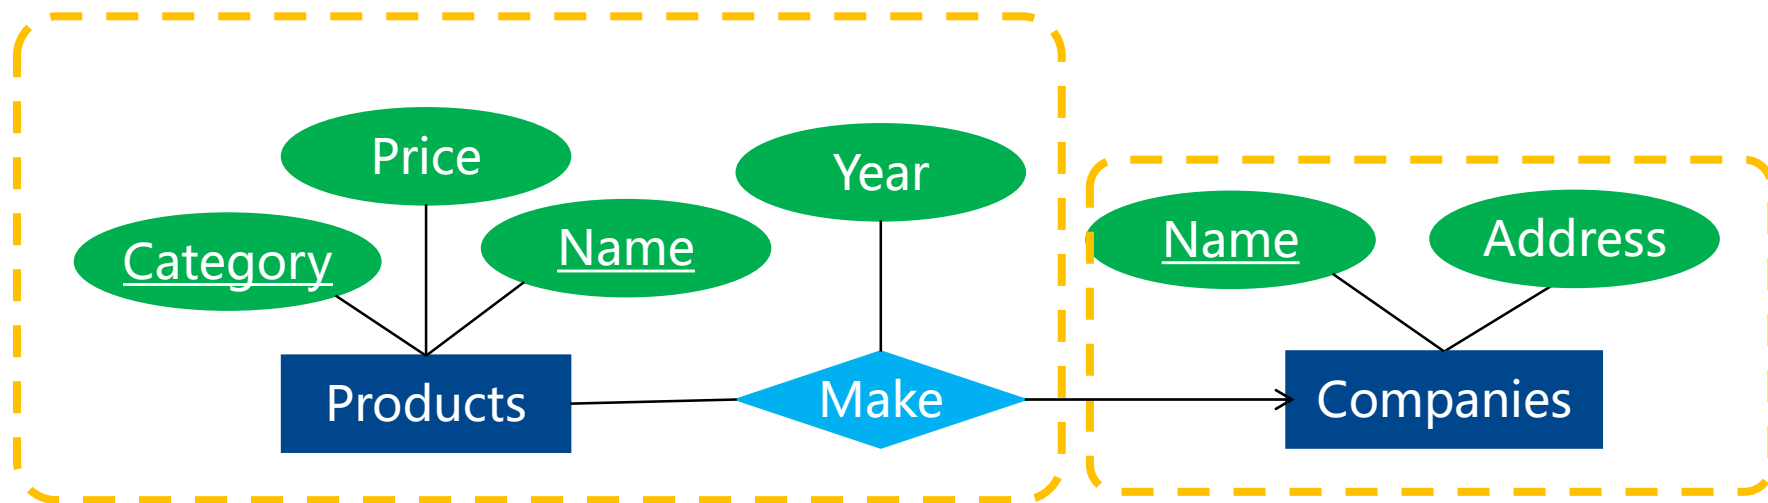 Price
Year
Category
Name
Name
Address
Products
Make
Companies